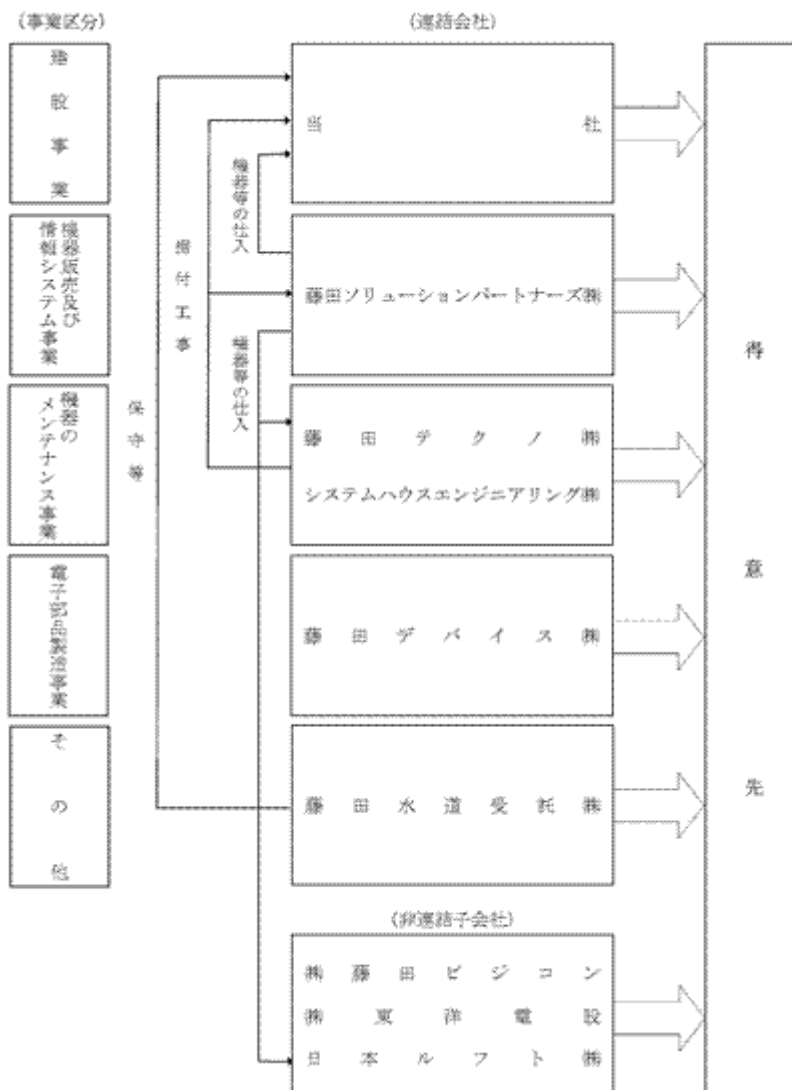 (事業区分)
(連結会社)
建設事業
当社
機器等の仕入
機器販売及び
情報システム事業
藤田ソリューションパートナーズ㈱
据付工事
機器等の仕入
得意先
機器の
メンテナンス事業
保守等
藤田テクノ㈱
システムハウスエンジニアリング㈱
電子部品製造事業
藤田デバイス㈱
その他
藤田水道受託㈱
(非連結子会社)
㈱藤田ビジコン
㈱東洋電設
日本ルフト㈱